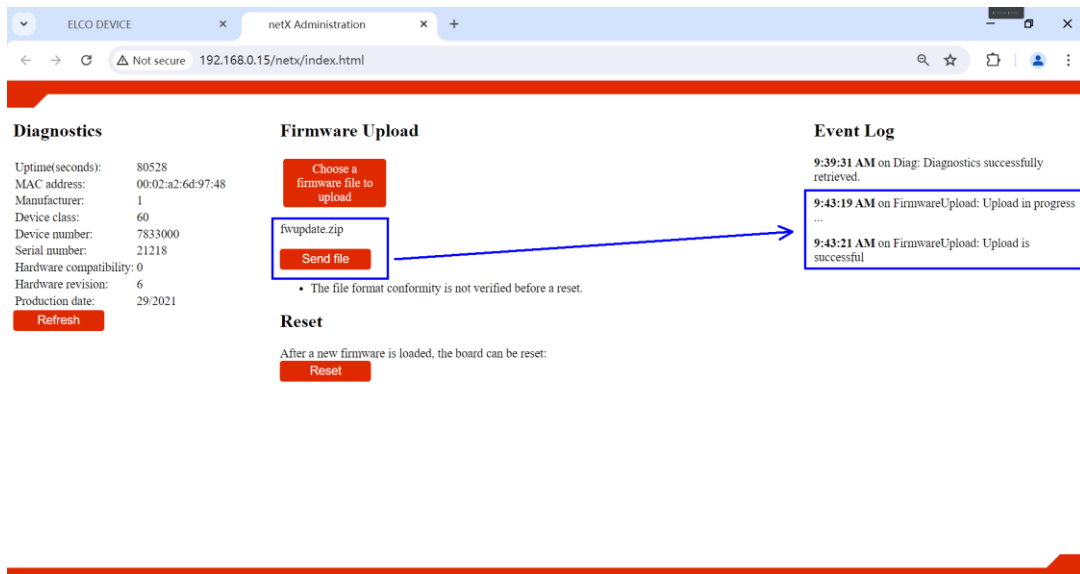 ELCO DEVICE
netX Administration
Not secure
192.168.0.15/netx/index.html
Diagnostics
Uptime(seconds): 80528
MAC address: 00:02:a2:6d:97:48
Manufacturer: 1
Device class: 60
Device number: 7833000
Serial number: 21218
Hardware compatibility: 0
Hardware revision: 6
Production date: 29/2021
Refresh
Firmware Upload
Choose a
firmware file to
upload
fwupdate.zip
Send file
• The file format conformity is not verified before a reset.
Reset
After a new firmware is loaded, the board can be reset:
Reset
Event Log
9:39:31 AM on Diag: Diagnostics successfully
retrieved.
9:43:19 AM on FirmwareUpload: Upload in progress
...
9:43:21 AM on FirmwareUpload: Upload is
successful